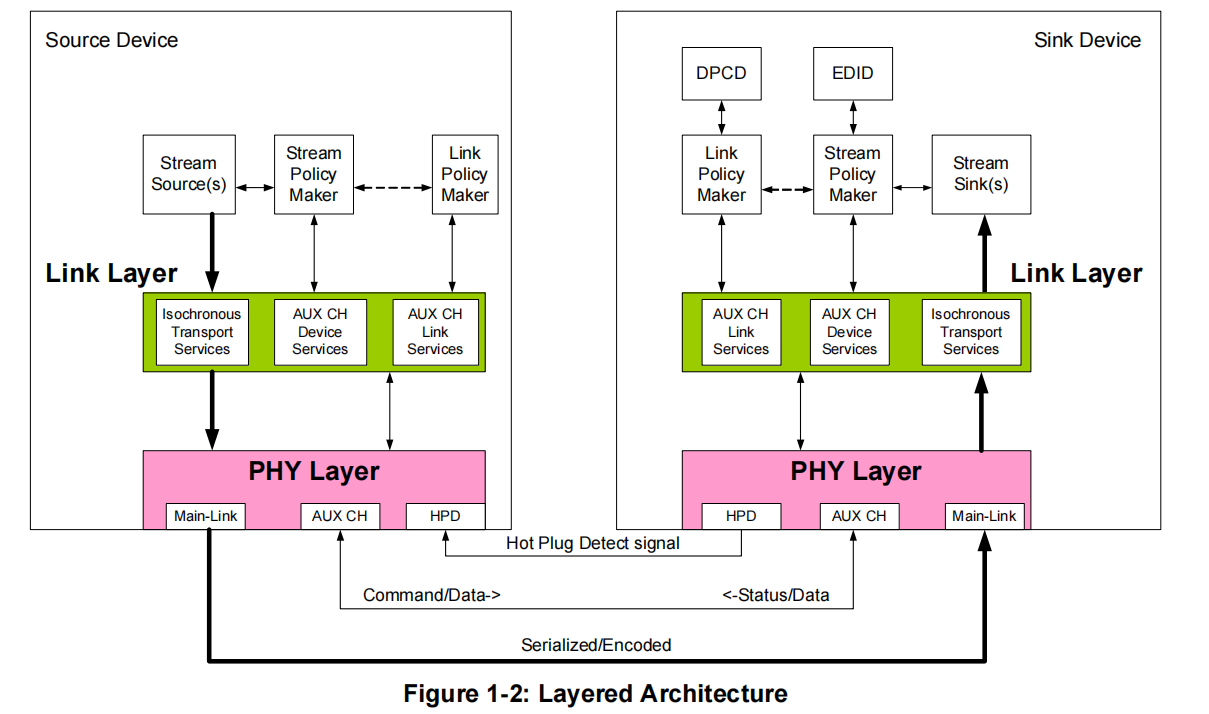 Source Device
Sink Device
DPCD
EDID
Stream
Source(s)
Stream
Policy
Maker
Link
Policy
Maker
Link
Policy
Maker
Stream
Policy
Maker
Stream
Sink(s)
Link Layer
Link Layer
Isochronous
Transport
Services
AUX CH
Device
Services
AUX CH
Link
Services
AUX CH
Link
Services
AUX CH
Device
Services
Isochronous
Transport
Services
PHY Layer
PHY Layer
Main-Link
AUX CH
HPD
HPD
AUX CH
Main-Link
Hot Plug Detect signal
Command/Data->
<-Status/Data
Serialized/Encoded
Figure 1-2: Layered Architecture